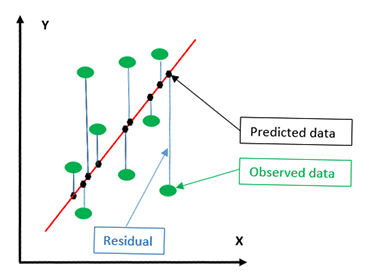 Y
Predicted data
Observed data
Residual
X